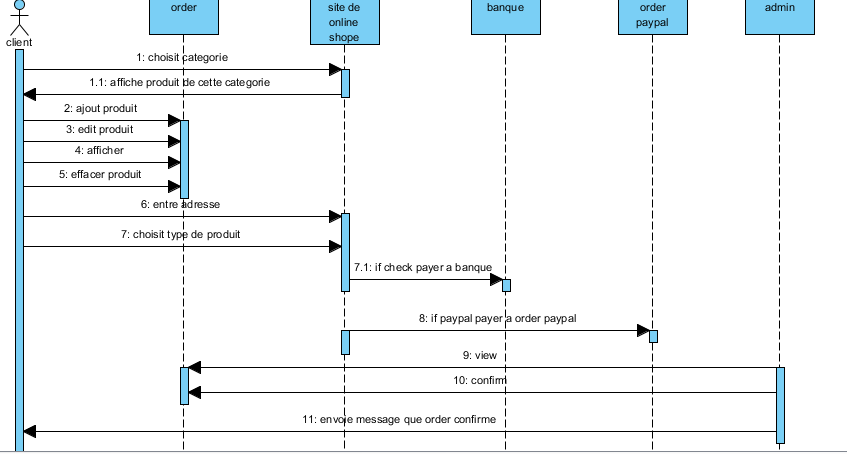 order
site de
online
shope
banque
order
paypal
admin
client
1: choisit categorie
1.1: affiche produit de cette categorie
2: ajout produit
3: edit produit
4: afficher
5: effacer produit
6: entre adresse
7: choisit type de produit
7.1: if check payer a banque
8: if paypal payer a order paypal
9: view
10: confirm
11: envoie message que order confirme